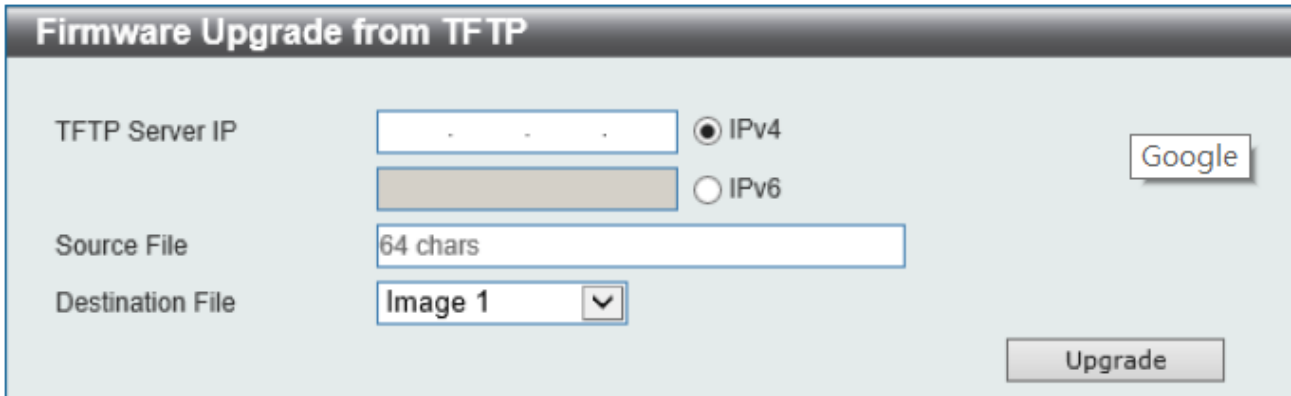 Firmware Upgrade from TFTP
TFTP Server IP
. . .
IPv4
Google
IPv6
Source File
64 chars
Destination File
Image 1
Upgrade